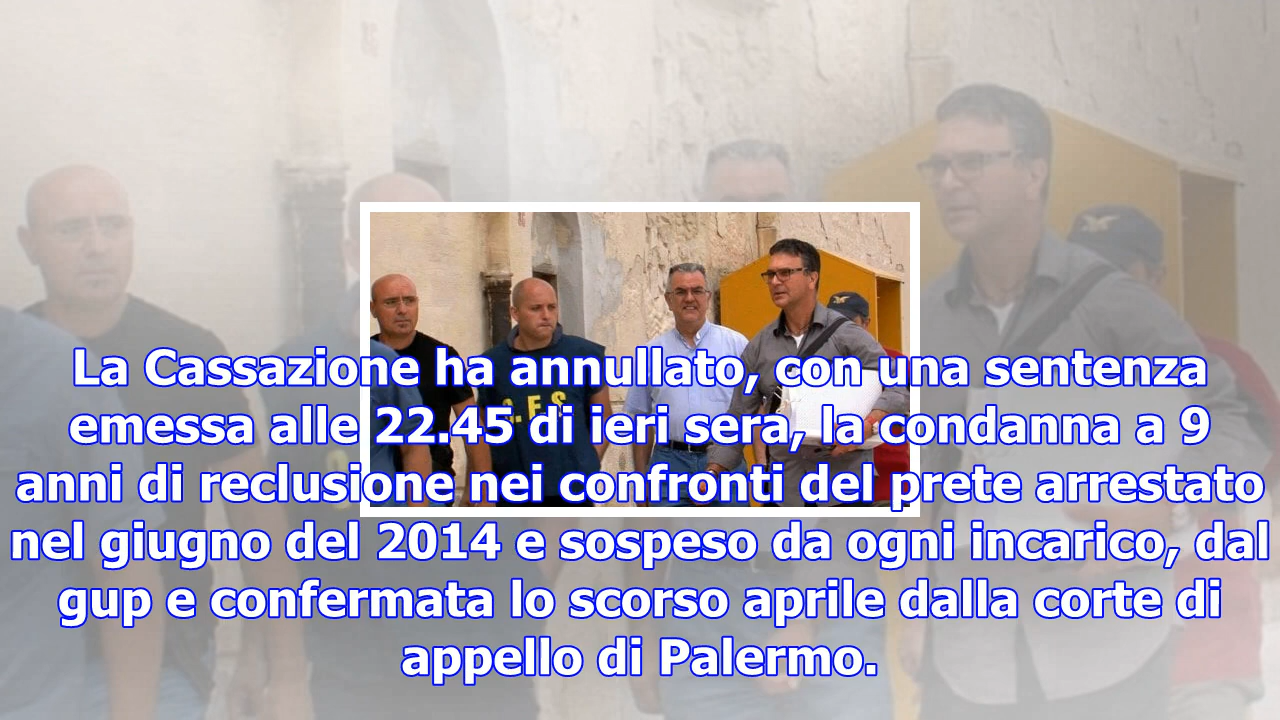 La Cassazione ha annullato, con una sentenza
emessa alle 22.45 di ieri sera, la condanna a 9
anni di reclusione nei confronti del prete arrestato
nel giugno del 2014 e sospeso da ogni incarico, dal
gup e confermata lo scorso aprile dalla corte di
appello di Palermo.